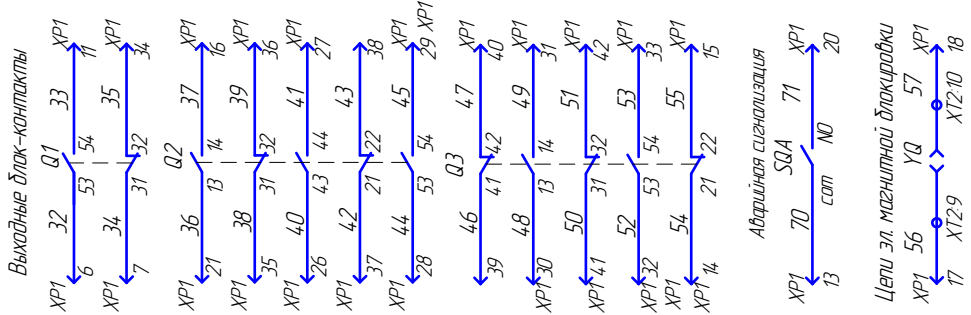 Выходные блок-контакты
XP1 32 Q1 33 XP1
6 53 54 11
XP1 34 35 XP1
7 31 32 34
XP1 36 Q2 37 XP1
21 13 14 16
XP1 38 39 XP1
35 31 32 36
XP1 40 41 XP1
26 43 44 27
XP1 42 43
37 21 22 38
XP1 44 45 XP1
28 53 54 29 XP1
46 Q3 47 XP1
39 41 42 40
48 49 XP1
XP1 30 13 14 31
50 51 XP1
XP1 41 31 32 42
52 53 XP1
XP1 32 53 54 33
XP1 54 55 XP1
XP1 14 21 22 15
Аварийная сигнализация
XP1 70 SQA 71 XP1
13 com NO 20
Цепи эл. магнитной блокировки
XP1 56 YQ 57 XP1
17 XT2:9 XT2:10 18